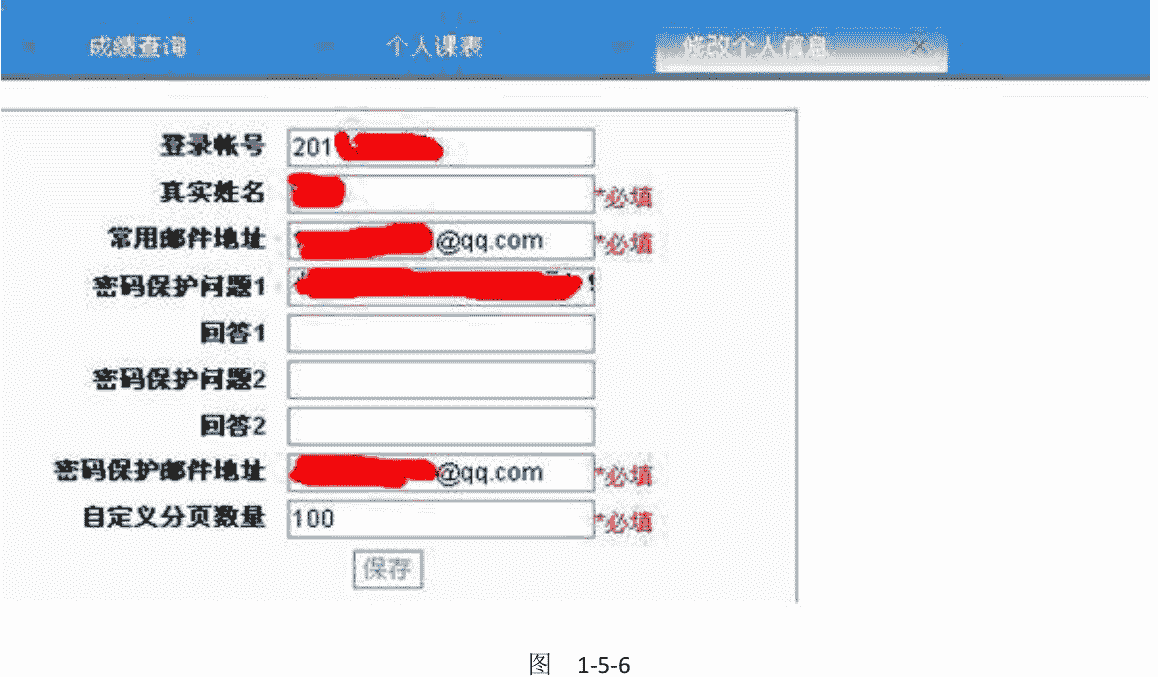 成绩查询 个人课表 修改个人信息
登录帐号 201
真实姓名 *必填
常用邮件地址 @qq.com *必填
密码保护问题1
回答1
密码保护问题2
回答2
密码保护邮件地址 @qq.com *必填
自定义分页数量 100 *必填
保存
图 1-5-6